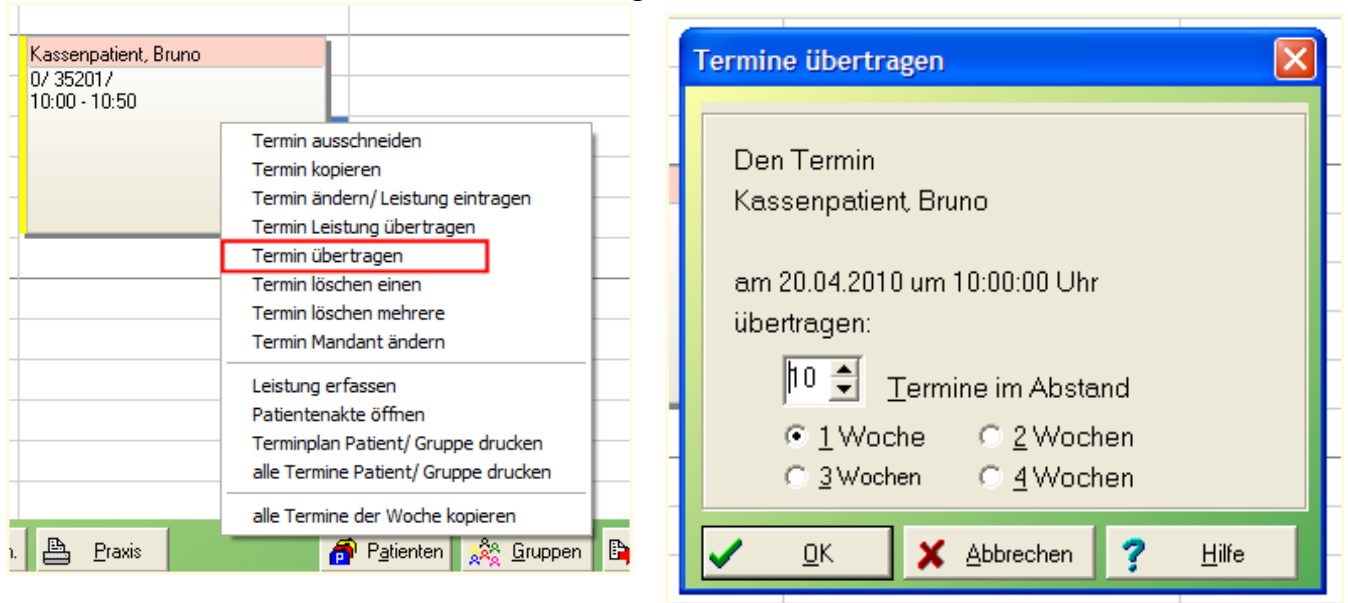 Kassenpatient, Bruno
0/ 35201/
10:00 - 10:50
Termin ausschneiden
Termin kopieren
Termin ändern/ Leistung eintragen
Termin Leistung übertragen
Termin übertragen
Termin löschen einen
Termin löschen mehrere
Termin Mandant ändern
Leistung erfassen
Patientenakte öffnen
Terminplan Patient/ Gruppe drucken
alle Termine Patient/ Gruppe drucken
alle Termine der Woche kopieren
Praxis
Patienten
Gruppen
Termine übertragen
Den Termin
Kassenpatient, Bruno
am 20.04.2010 um 10:00:00 Uhr
übertragen:
10 Termine im Abstand
1 Woche 2 Wochen
3 Wochen 4 Wochen
OK Abbrechen ? Hilfe